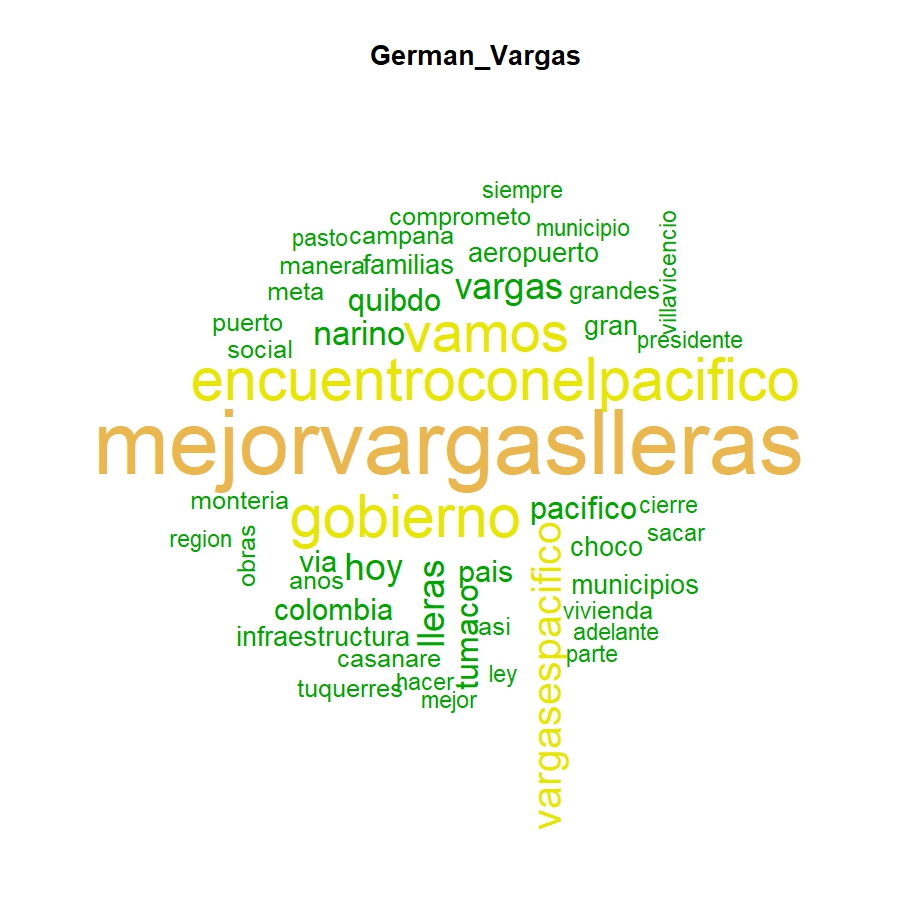 German_Vargas
siempre
comprometo
municipio
villavicencio
pasto
campana
aeropuerto
manera
familias
meta
quibdo
vargas
grandes
puerto
narino
vamos
gran
presidente
social
encuentroconelpacifico
mejorvargaslleras
monteria
gobierno
pacifico
cierre
region
obras
via
hoy
lleras
pais
vargasespacifico
choco
sacar
anos
tumaco
municipios
colombia
asi
vivienda
infraestructura
adelante
casanare
parte
tuquerres
hacer
ley
mejor